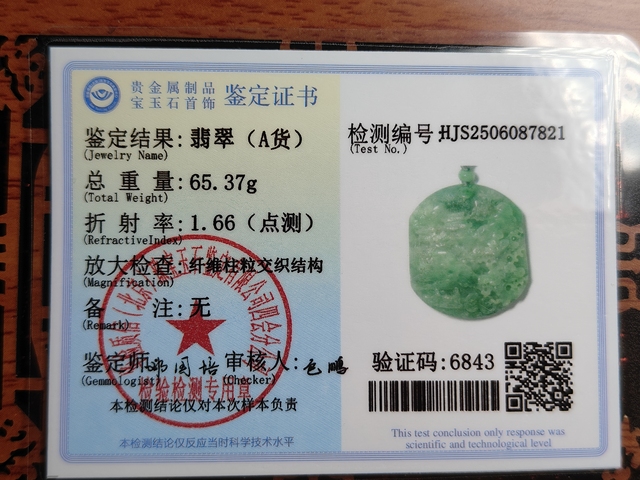 贵金属制品
宝玉石首饰 鉴定证书
鉴定结果: 翡翠（A货）
(Jewelry Name)
总 重 量: 65.37g
(Total Weight)
折 射 率: 1.66（点测）
(RefractiveIndex)
放大检查: 纤维柱粒交织结构
(Magnification)
备 注: 无
(Remark)
鉴定师 审核人:
(Gemmologist) (Checker)
检验检测专用章
本检测结论仅对本次样本负责
本检测结论仅反应当时科学技术水平
检测编号:HJS2506087821
(Test No.)
验证码:6843
This test conclusion only response was
scientific and technological level